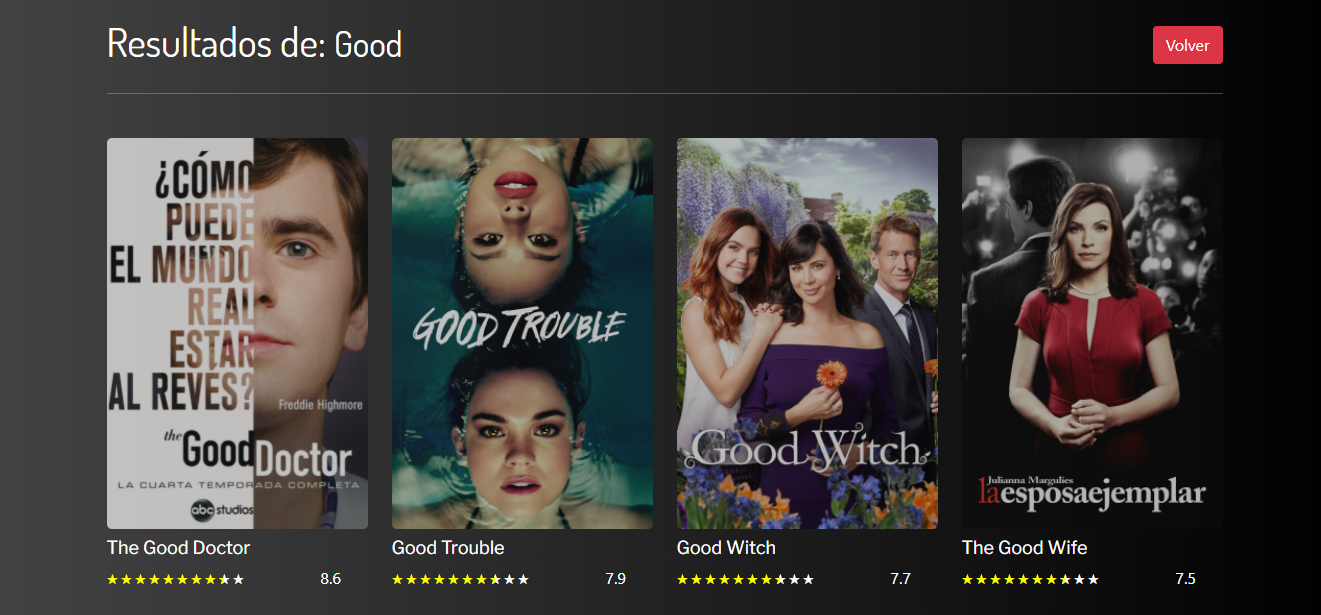 Resultados de: Good
Volver
¿CÓMO
PUEDE
EL MUNDO
REAL
ESTAR
AL REVÉS?
Freddie Highmore
the Good Doctor
LA CUARTA TEMPORADA COMPLETA
abc studios
GOOD TROUBLE
Good Witch
Julianna Margulies
laesposaejemplar
The Good Doctor
Good Trouble
Good Witch
The Good Wife
★★★★★★★★★★ 8.6
★★★★★★★★★★ 7.9
★★★★★★★★★★ 7.7
★★★★★★★★★★ 7.5